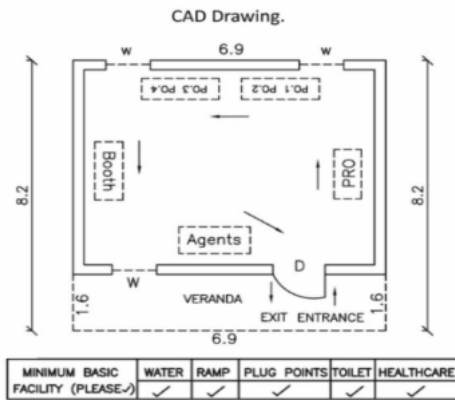 CAD Drawing.
W 6.9 W
PO.4 PO.3 PO.2 PO.1
8.2 Booth PRO 8.2
Agents
W D
1.6 VERANDA EXIT ENTRANCE 1.6
6.9
MINIMUM BASIC FACILITY (PLEASE✓) WATER RAMP PLUG POINTS TOILET HEALTHCARE
✓ ✓ ✓ ✓ ✓